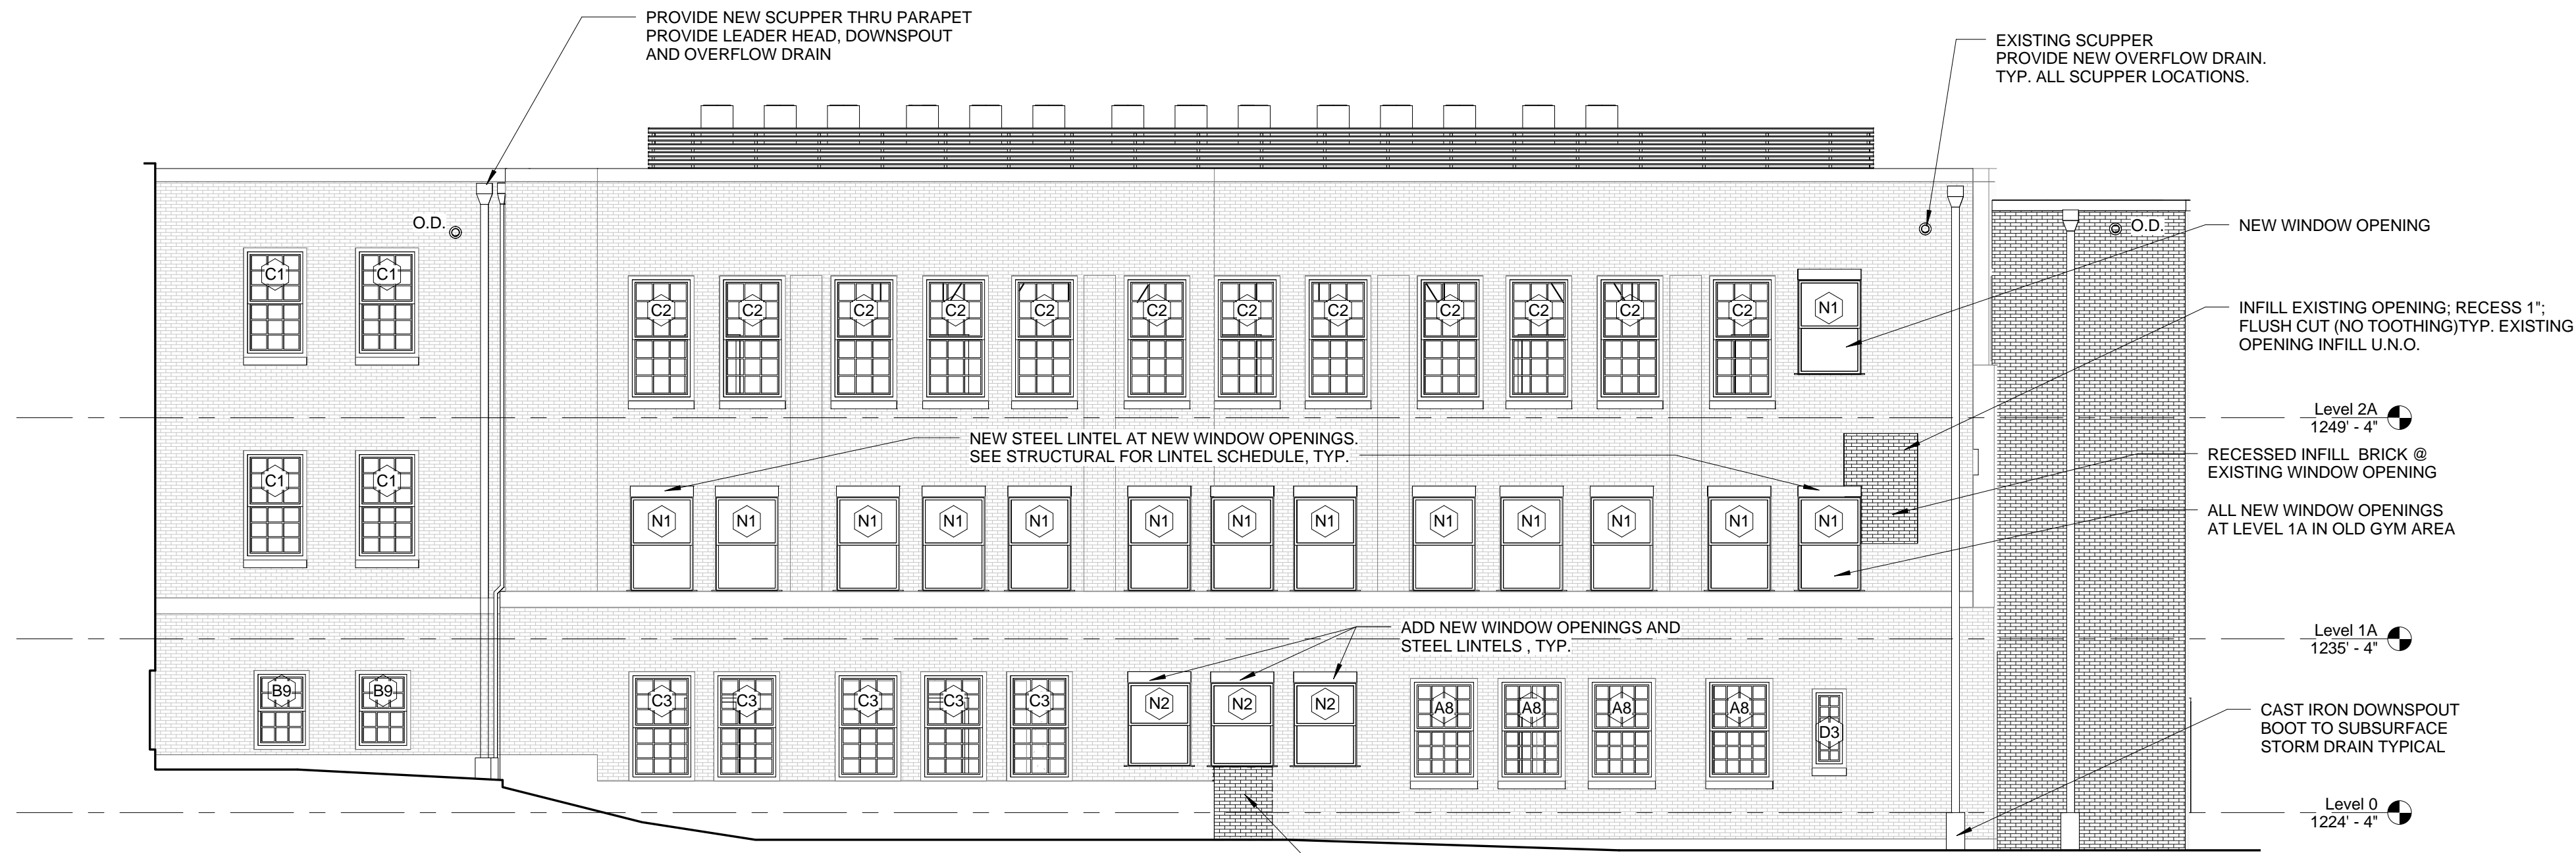 PROVIDE NEW SCUPPER THRU PARAPET
PROVIDE LEADER HEAD, DOWNSPOUT
AND OVERFLOW DRAIN
EXISTING SCUPPER
PROVIDE NEW OVERFLOW DRAIN.
TYP. ALL SCUPPER LOCATIONS.
O.D.
O.D.
NEW WINDOW OPENING
C1 C1
C2 C2 C2 C2 C2 C2 C2 C2 C2 C2 C2 C2 N1
INFILL EXISTING OPENING; RECESS 1";
FLUSH CUT (NO TOOTHING)TYP. EXISTING
OPENING INFILL U.N.O.
Level 2A
1249' - 4"
NEW STEEL LINTEL AT NEW WINDOW OPENINGS.
SEE STRUCTURAL FOR LINTEL SCHEDULE, TYP.
RECESSED INFILL BRICK @
EXISTING WINDOW OPENING
C1 C1
N1 N1 N1 N1 N1 N1 N1 N1 N1 N1 N1 N1 N1
ALL NEW WINDOW OPENINGS
AT LEVEL 1A IN OLD GYM AREA
ADD NEW WINDOW OPENINGS AND
STEEL LINTELS , TYP.
Level 1A
1235' - 4"
B9 B9
C3 C3 C3 C3 C3 N2 N2 N2 A8 A8 A8 A8 D3
CAST IRON DOWNSPOUT
BOOT TO SUBSURFACE
STORM DRAIN TYPICAL
Level 0
1224' - 4"